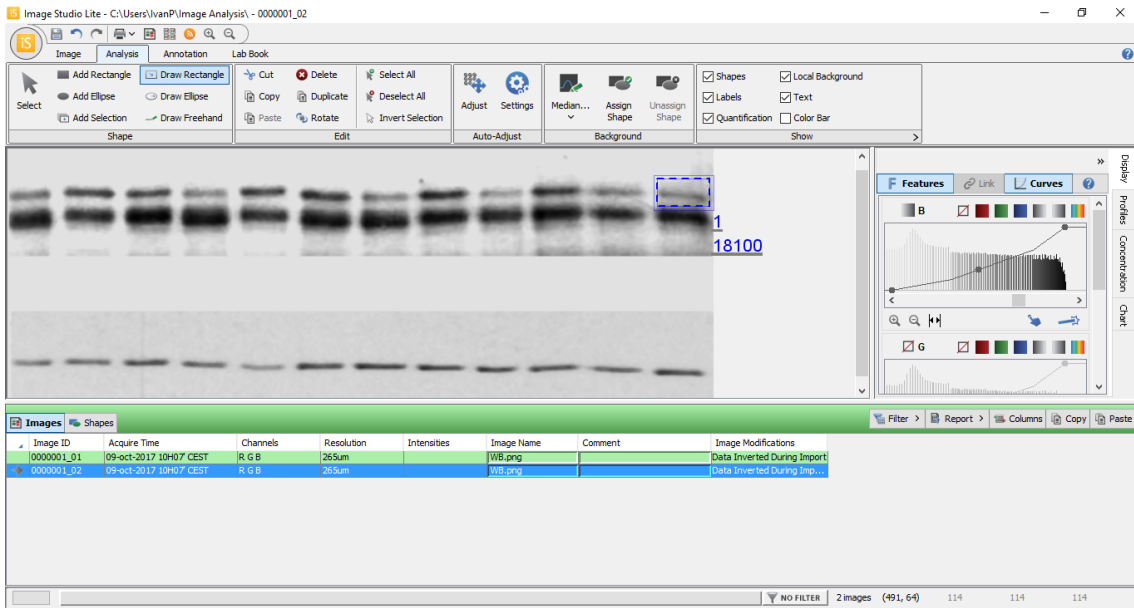 iS Image Studio Lite - C:\Users\IvanP\Image Analysis\ - 0000001_02
iS
Image Analysis Annotation Lab Book
Select
Add Rectangle Draw Rectangle
Add Ellipse Draw Ellipse
Add Selection Draw Freehand
Shape
Cut Delete Select All
Copy Duplicate Deselect All
Paste Rotate Invert Selection
Edit
Adjust Settings
Auto-Adjust
Median... Assign Shape Unassign Shape
Background
Shapes Local Background
Labels Text
Quantification Color Bar
Show
1
18100
Features Link Curves
B
G
Display
Profiles
Concentration
Chart
Images Shapes
Filter > Report > Columns Copy Paste
Image ID Acquire Time Channels Resolution Intensities Image Name Comment Image Modifications
0000001_01 09-oct-2017 10H07' CEST R G B 265um WB.png Data Inverted During Import
0000001_02 09-oct-2017 10H07' CEST R G B 265um WB.png Data Inverted During Imp...
NO FILTER 2 images (491, 64) 114 114 114